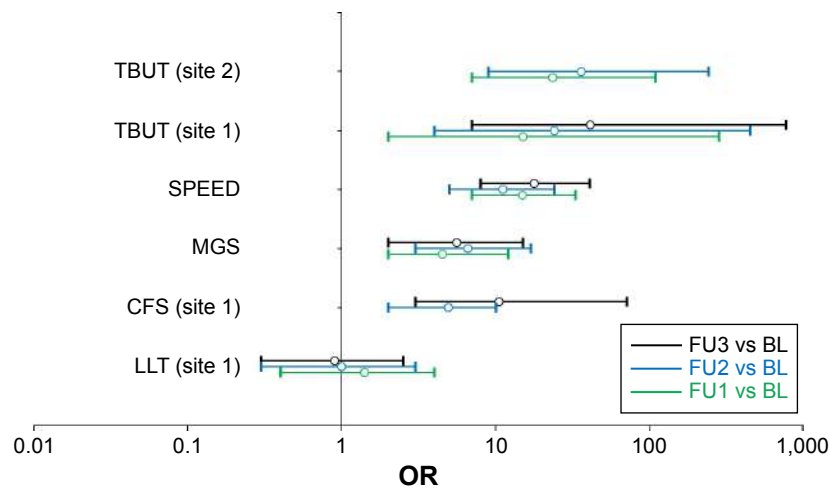 TBUT (site 2)
TBUT (site 1)
SPEED
MGS
CFS (site 1)
LLT (site 1)
FU3 vs BL
FU2 vs BL
FU1 vs BL
0.01 0.1 1 10 100 1,000
OR